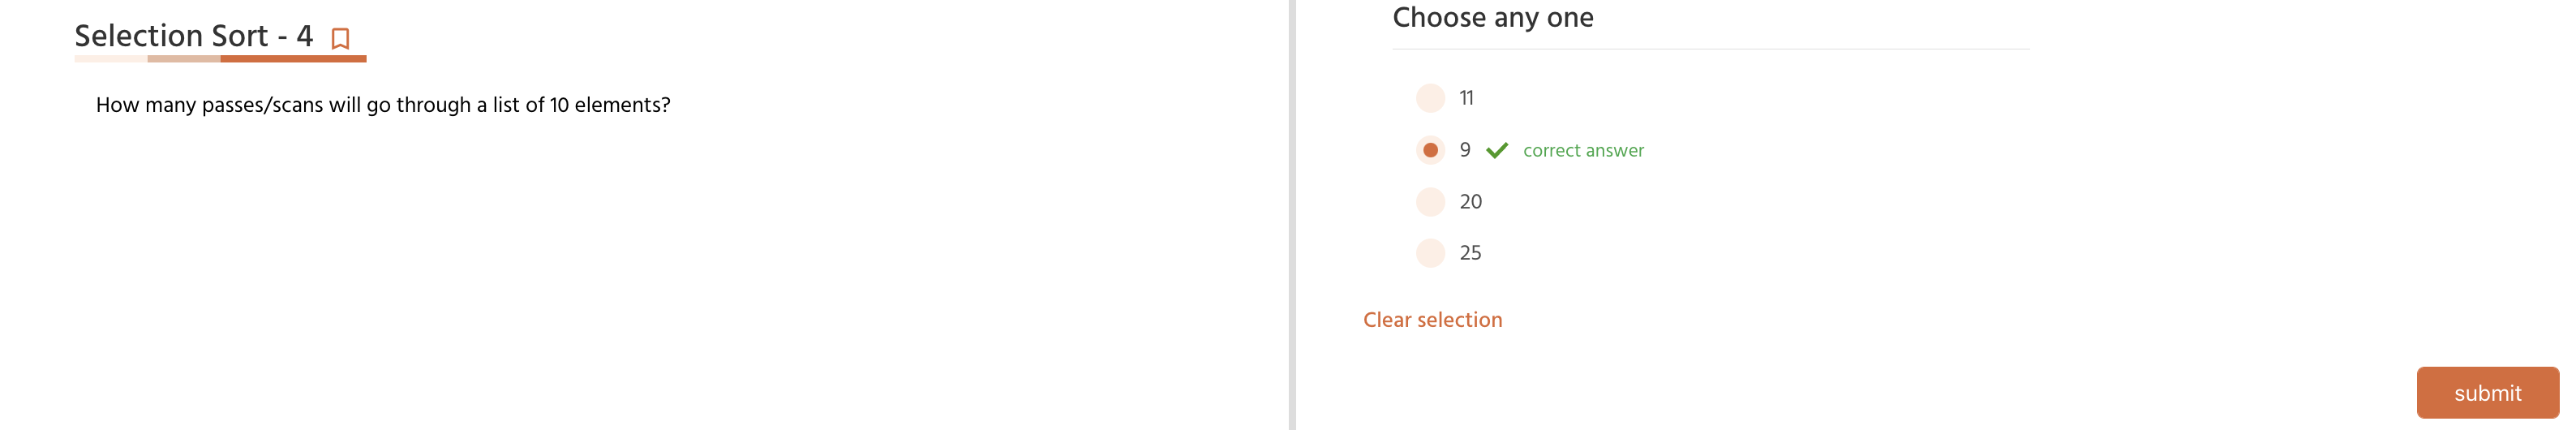 Selection Sort - 4
How many passes/scans will go through a list of 10 elements?
Choose any one
11
9 correct answer
20
25
Clear selection
submit